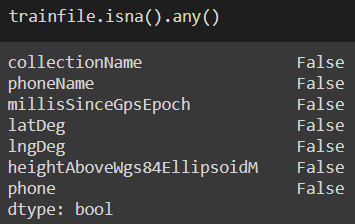 trainfile.isna().any()
collectionName False
phoneName False
millisSinceGpsEpoch False
latDeg False
lngDeg False
heightAboveWgs84EllipsoidM False
phone False
dtype: bool